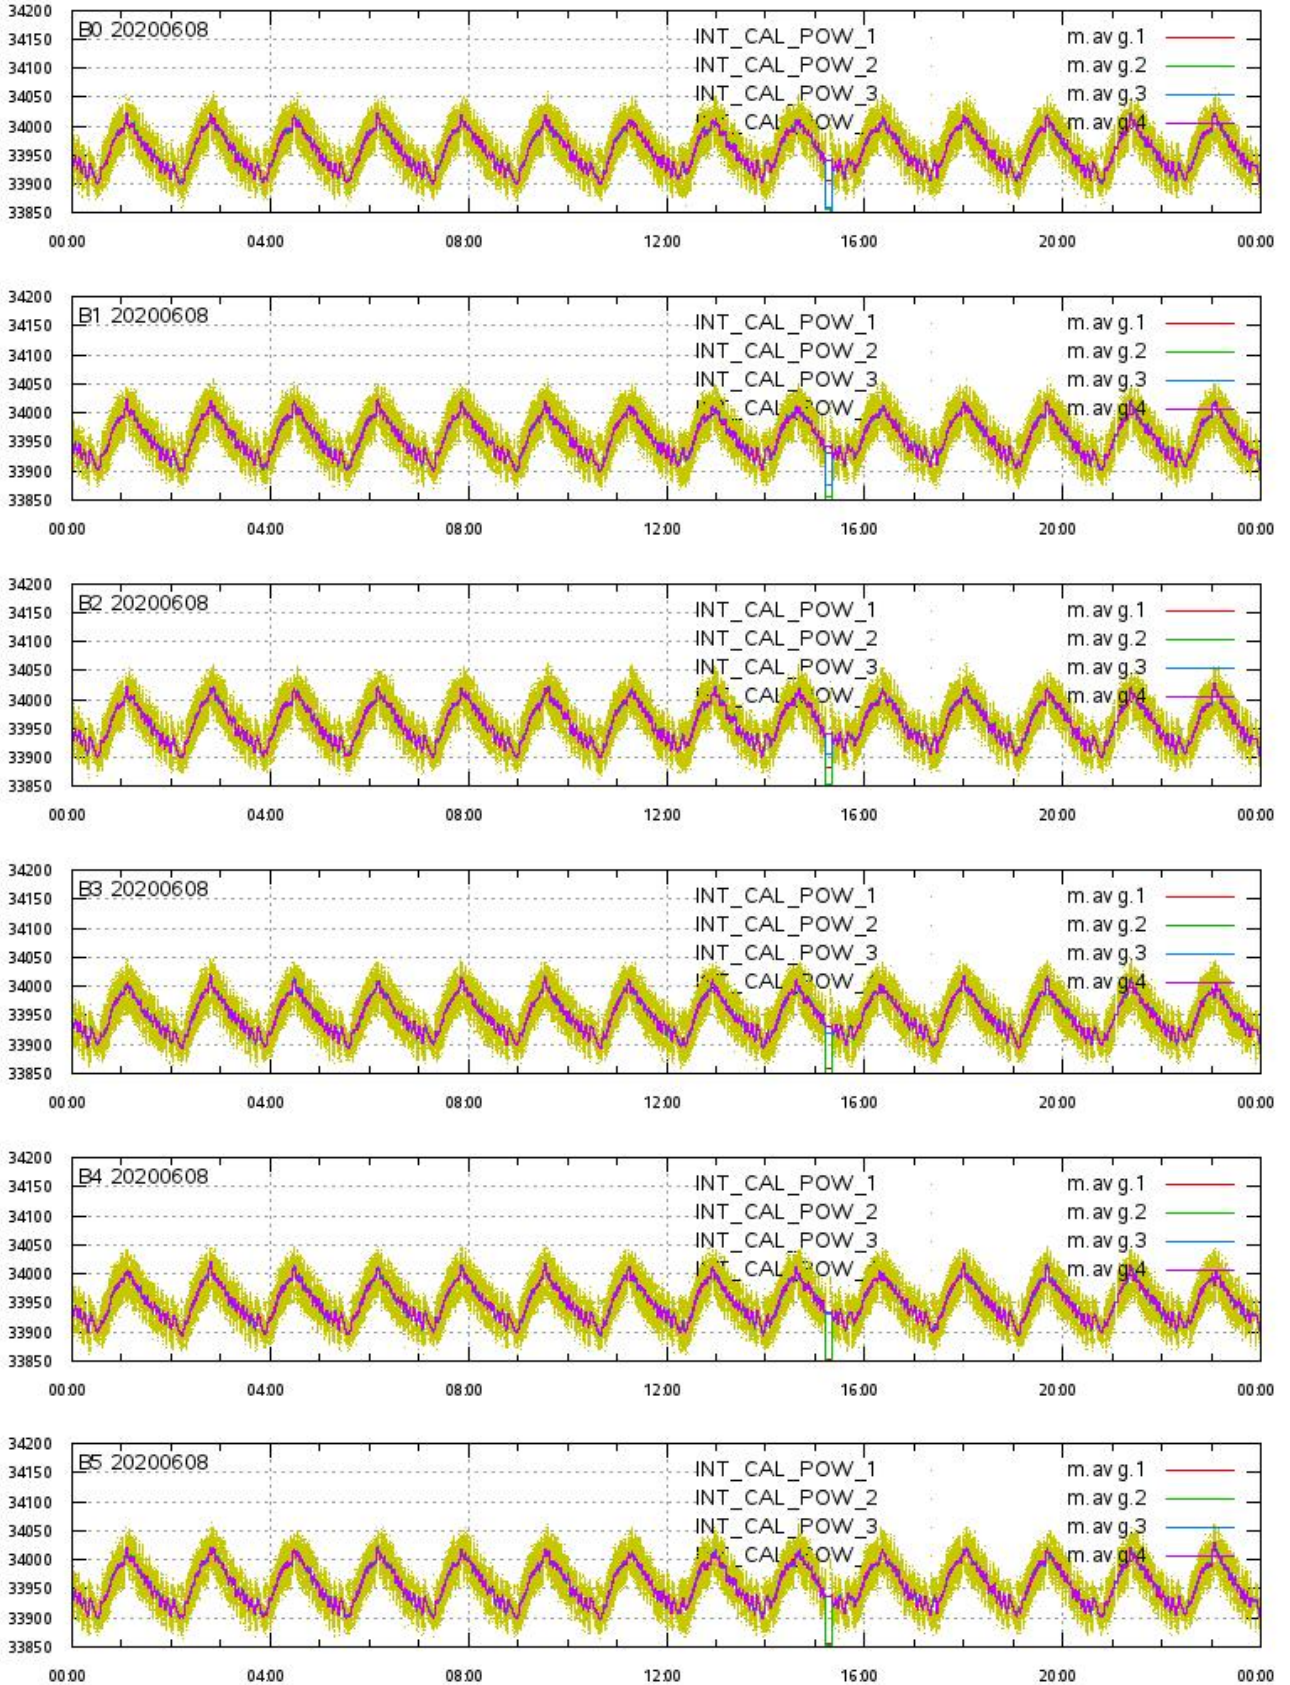 34200
B0 20200608 INT_CAL_POW_1 m.avg.1
34150
INT_CAL_POW_2 m.avg.2
34100
INT_CAL_POW_3 m.avg.3
34050
INT_CAL_POW_ m.avg.4
34000
33950
33900
33850
00:00 04:00 08:00 12:00 16:00 20:00 00:00
34200
B1 20200608 INT_CAL_POW_1 m.avg.1
34150
INT_CAL_POW_2 m.avg.2
34100
INT_CAL_POW_3 m.avg.3
34050
INT_CAL_POW_ m.avg.4
34000
33950
33900
33850
00:00 04:00 08:00 12:00 16:00 20:00 00:00
34200
B2 20200608 INT_CAL_POW_1 m.avg.1
34150
INT_CAL_POW_2 m.avg.2
34100
INT_CAL_POW_3 m.avg.3
34050
INT_CAL_POW_ m.avg.4
34000
33950
33900
33850
00:00 04:00 08:00 12:00 16:00 20:00 00:00
34200
B3 20200608 INT_CAL_POW_1 m.avg.1
34150
INT_CAL_POW_2 m.avg.2
34100
INT_CAL_POW_3 m.avg.3
34050
INT_CAL_POW_ m.avg.4
34000
33950
33900
33850
00:00 04:00 08:00 12:00 16:00 20:00 00:00
34200
B4 20200608 INT_CAL_POW_1 m.avg.1
34150
INT_CAL_POW_2 m.avg.2
34100
INT_CAL_POW_3 m.avg.3
34050
INT_CAL_POW_ m.avg.4
34000
33950
33900
33850
00:00 04:00 08:00 12:00 16:00 20:00 00:00
34200
B5 20200608 INT_CAL_POW_1 m.avg.1
34150
INT_CAL_POW_2 m.avg.2
34100
INT_CAL_POW_3 m.avg.3
34050
INT_CAL_POW_ m.avg.4
34000
33950
33900
33850
00:00 04:00 08:00 12:00 16:00 20:00 00:00